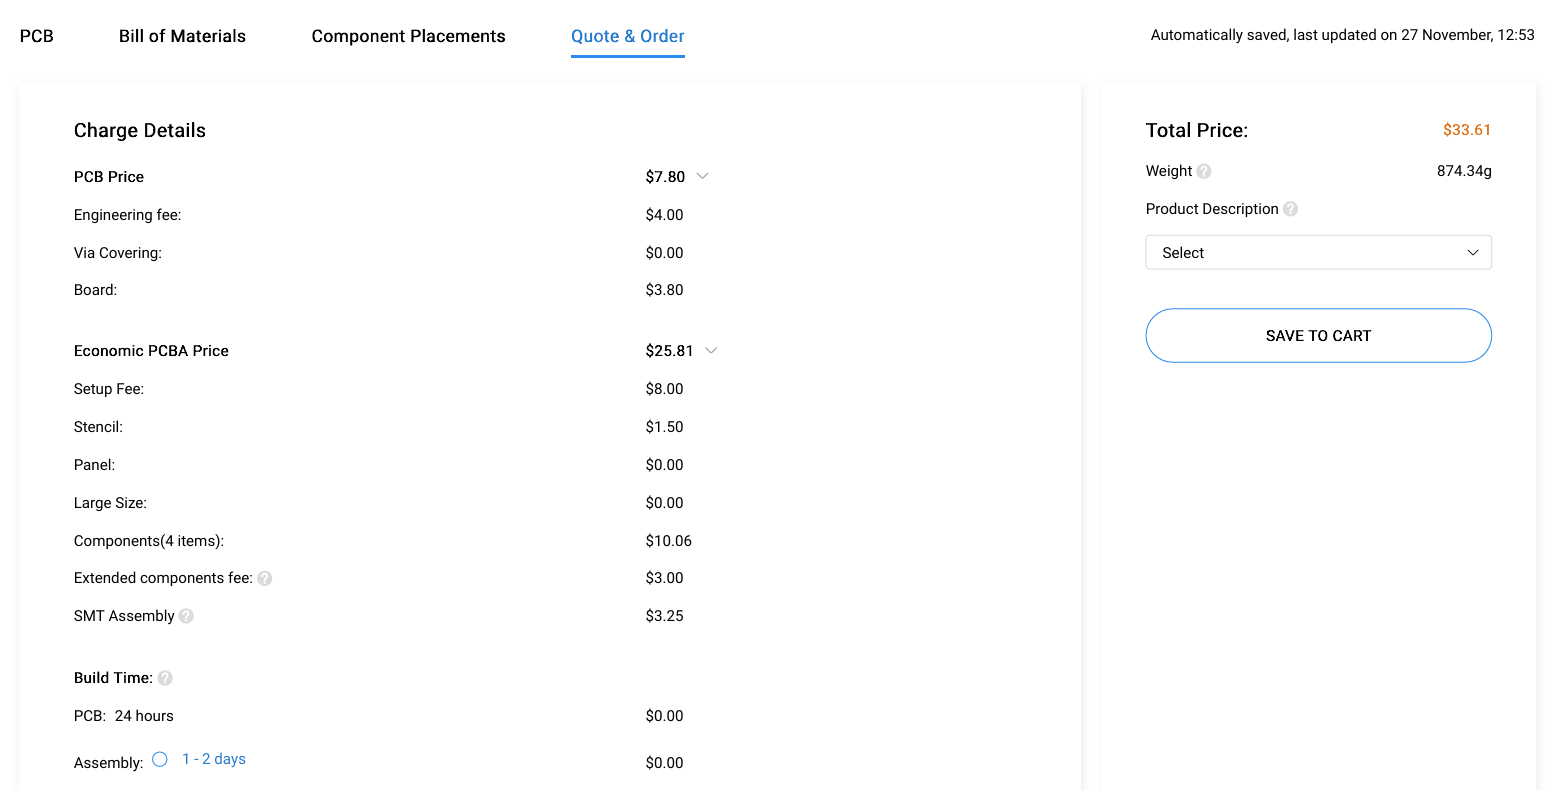 PCB Bill of Materials Component Placements Quote & Order Automatically saved, last updated on 27 November, 12:53
Charge Details
PCB Price $7.80
Engineering fee: $4.00
Via Covering: $0.00
Board: $3.80
Economic PCBA Price $25.81
Setup Fee: $8.00
Stencil: $1.50
Panel: $0.00
Large Size: $0.00
Components(4 items): $10.06
Extended components fee: ? $3.00
SMT Assembly ? $3.25
Build Time: ?
PCB: 24 hours $0.00
Assembly: 1 - 2 days $0.00
Total Price: $33.61
Weight ? 874.34g
Product Description ?
Select
SAVE TO CART